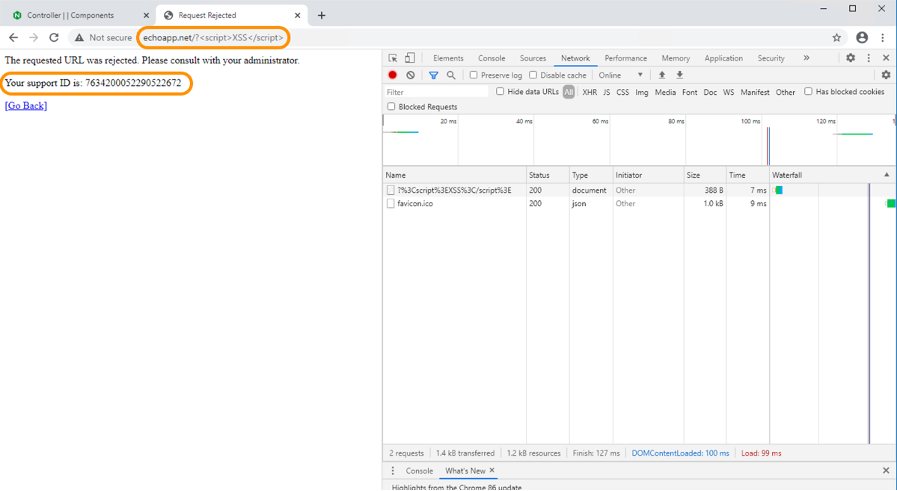 Controller | | Components
Request Rejected
Not secure echoapp.net/?<script>XSS</script>
The requested URL was rejected. Please consult with your administrator.
Your support ID is: 7634200052290522672
[Go Back]
Elements Console Sources Network Performance Memory Application Security »
Preserve log Disable cache Online
Filter Hide data URLs All XHR JS CSS Img Media Font Doc WS Manifest Other Has blocked cookies
Blocked Requests
20 ms 40 ms 60 ms 80 ms 100 ms 120 ms
Name Status Type Initiator Size Time Waterfall
?%3Cscript%3EXSS%3C/script%3E 200 document Other 388 B 7 ms
favicon.ico 200 json Other 1.0 kB 9 ms
2 requests 1.4 kB transferred 1.2 kB resources Finish: 127 ms DOMContentLoaded: 100 ms Load: 99 ms
Console What's New
Highlights from the Chrome 86 update